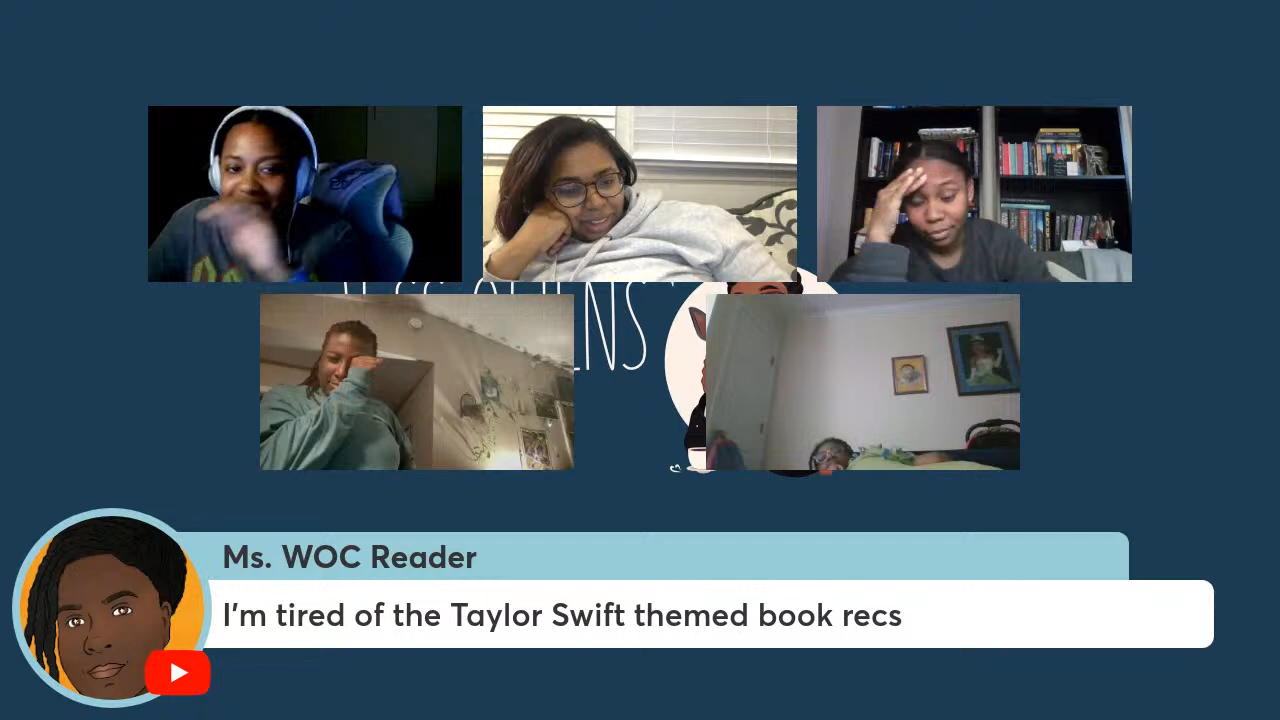 Ms. WOC Reader
I'm tired of the Taylor Swift themed book recs